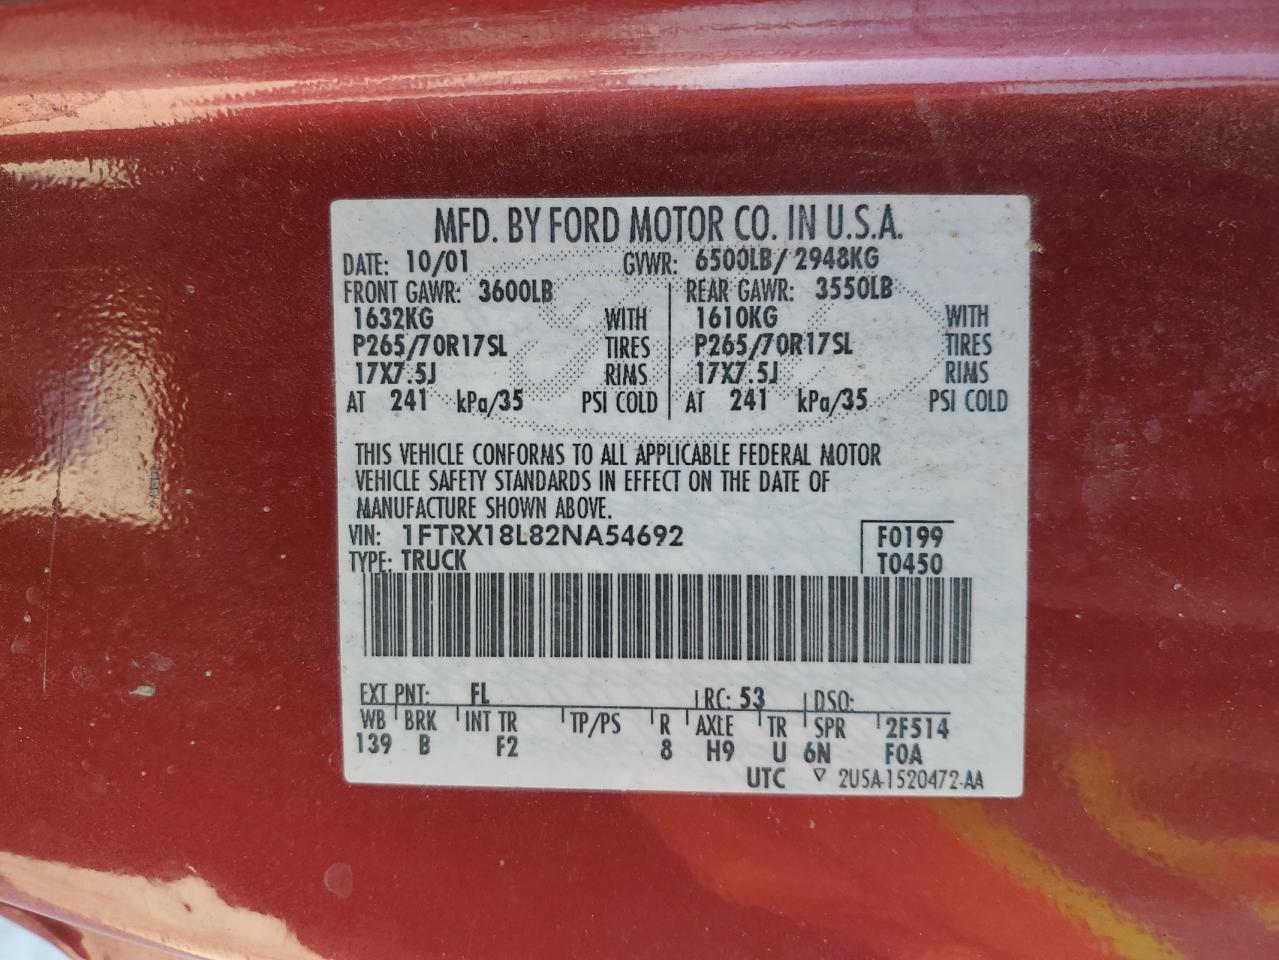 MFD. BY FORD MOTOR CO. IN U.S.A.
DATE: 10/01 GVWR: 6500LB/ 2948KG
FRONT GAWR: 3600LB REAR GAWR: 3550LB
1632KG WITH 1610KG WITH
P265/70R17SL TIRES P265/70R17SL TIRES
17X7.5J RIMS 17X7.5J RIMS
AT 241 kPa/35 PSI COLD AT 241 kPa/35 PSI COLD
THIS VEHICLE CONFORMS TO ALL APPLICABLE FEDERAL MOTOR
VEHICLE SAFETY STANDARDS IN EFFECT ON THE DATE OF
MANUFACTURE SHOWN ABOVE.
VIN: 1FTRX18L82NA54692 F0199
TYPE: TRUCK T0450
EXT PNT: FL RC: 53 DSO:
WB BRK INT TR TP/PS R AXLE TR SPR 2F514
139 B F2 8 H9 U 6N F0A
UTC ▽ 2U5A-1520472-AA